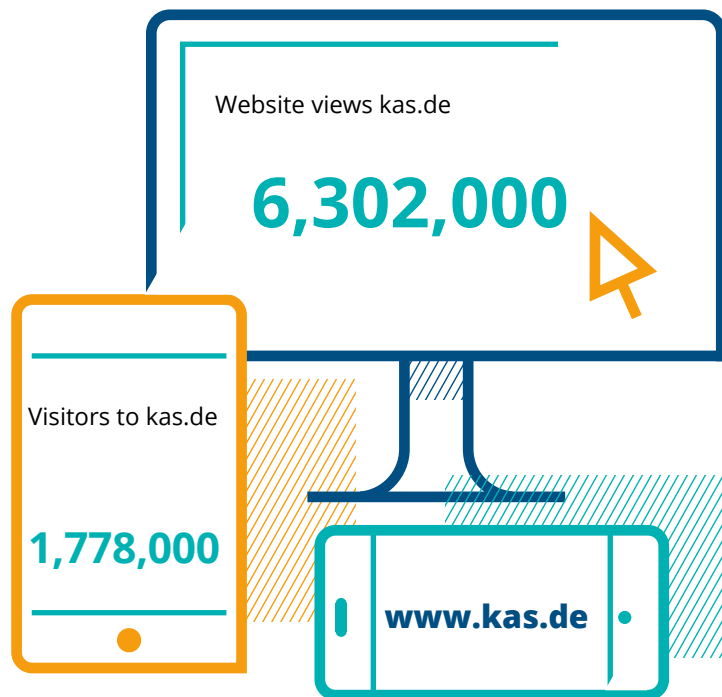 Website views kas.de
6,302,000
Visitors to kas.de
1,778,000
www.kas.de